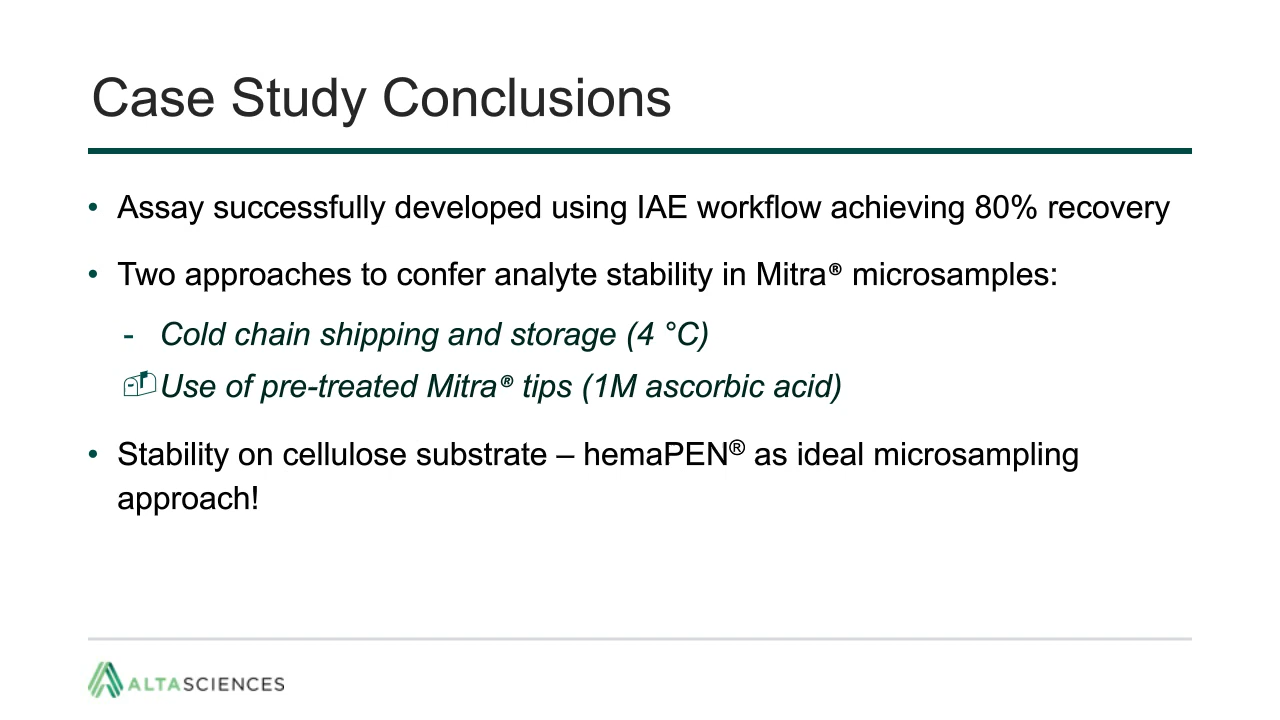 Case Study Conclusions
• Assay successfully developed using IAE workflow achieving 80% recovery
• Two approaches to confer analyte stability in Mitra® microsamples:
- Cold chain shipping and storage (4 °C)
Use of pre-treated Mitra® tips (1M ascorbic acid)
• Stability on cellulose substrate – hemaPEN® as ideal microsampling
approach!
ALTASCIENCES